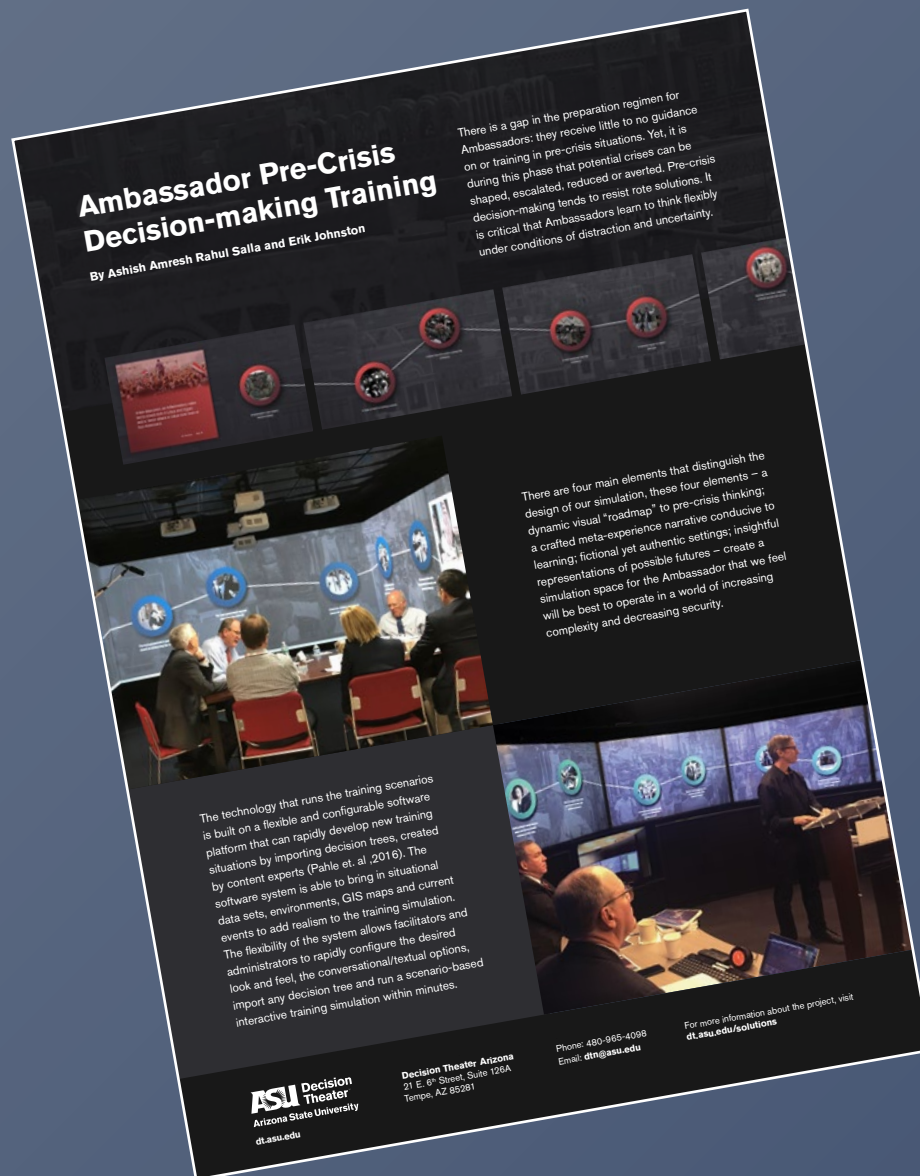 Ambassador Pre-Crisis
Decision-making Training
By Ashish Amresh Rahul Salla and Erik Johnston
There is a gap in the preparation regimen for
Ambassadors: they receive little to no guidance
on or training in pre-crisis situations. Yet, it is
during this phase that potential crises can be
shaped, escalated, reduced or averted. Pre-crisis
decision-making tends to resist rote solutions. It
is critical that Ambassadors learn to think flexibly
under conditions of distraction and uncertainty.
There are four main elements that distinguish the
design of our simulation, these four elements – a
dynamic visual “roadmap” to pre-crisis thinking;
a crafted meta-experience narrative conducive to
learning; fictional yet authentic settings; insightful
representations of possible futures – create a
simulation space for the Ambassador that we feel
will be best to operate in a world of increasing
complexity and decreasing security.
The technology that runs the training scenarios
is built on a flexible and configurable software
platform that can rapidly develop new training
situations by importing decision trees, created
by content experts (Pahle et. al ,2016). The
software system is able to bring in situational
data sets, environments, GIS maps and current
events to add realism to the training simulation.
The flexibility of the system allows facilitators and
administrators to rapidly configure the desired
look and feel, the conversational/textual options,
import any decision tree and run a scenario-based
interactive training simulation within minutes.
ASU Decision
Theater
Arizona State University
dt.asu.edu
Decision Theater Arizona
21 E. 6th Street, Suite 126A
Tempe, AZ 85281
Phone: 480-965-4098
Email: dtn@asu.edu
For more information about the project, visit
dt.asu.edu/solutions